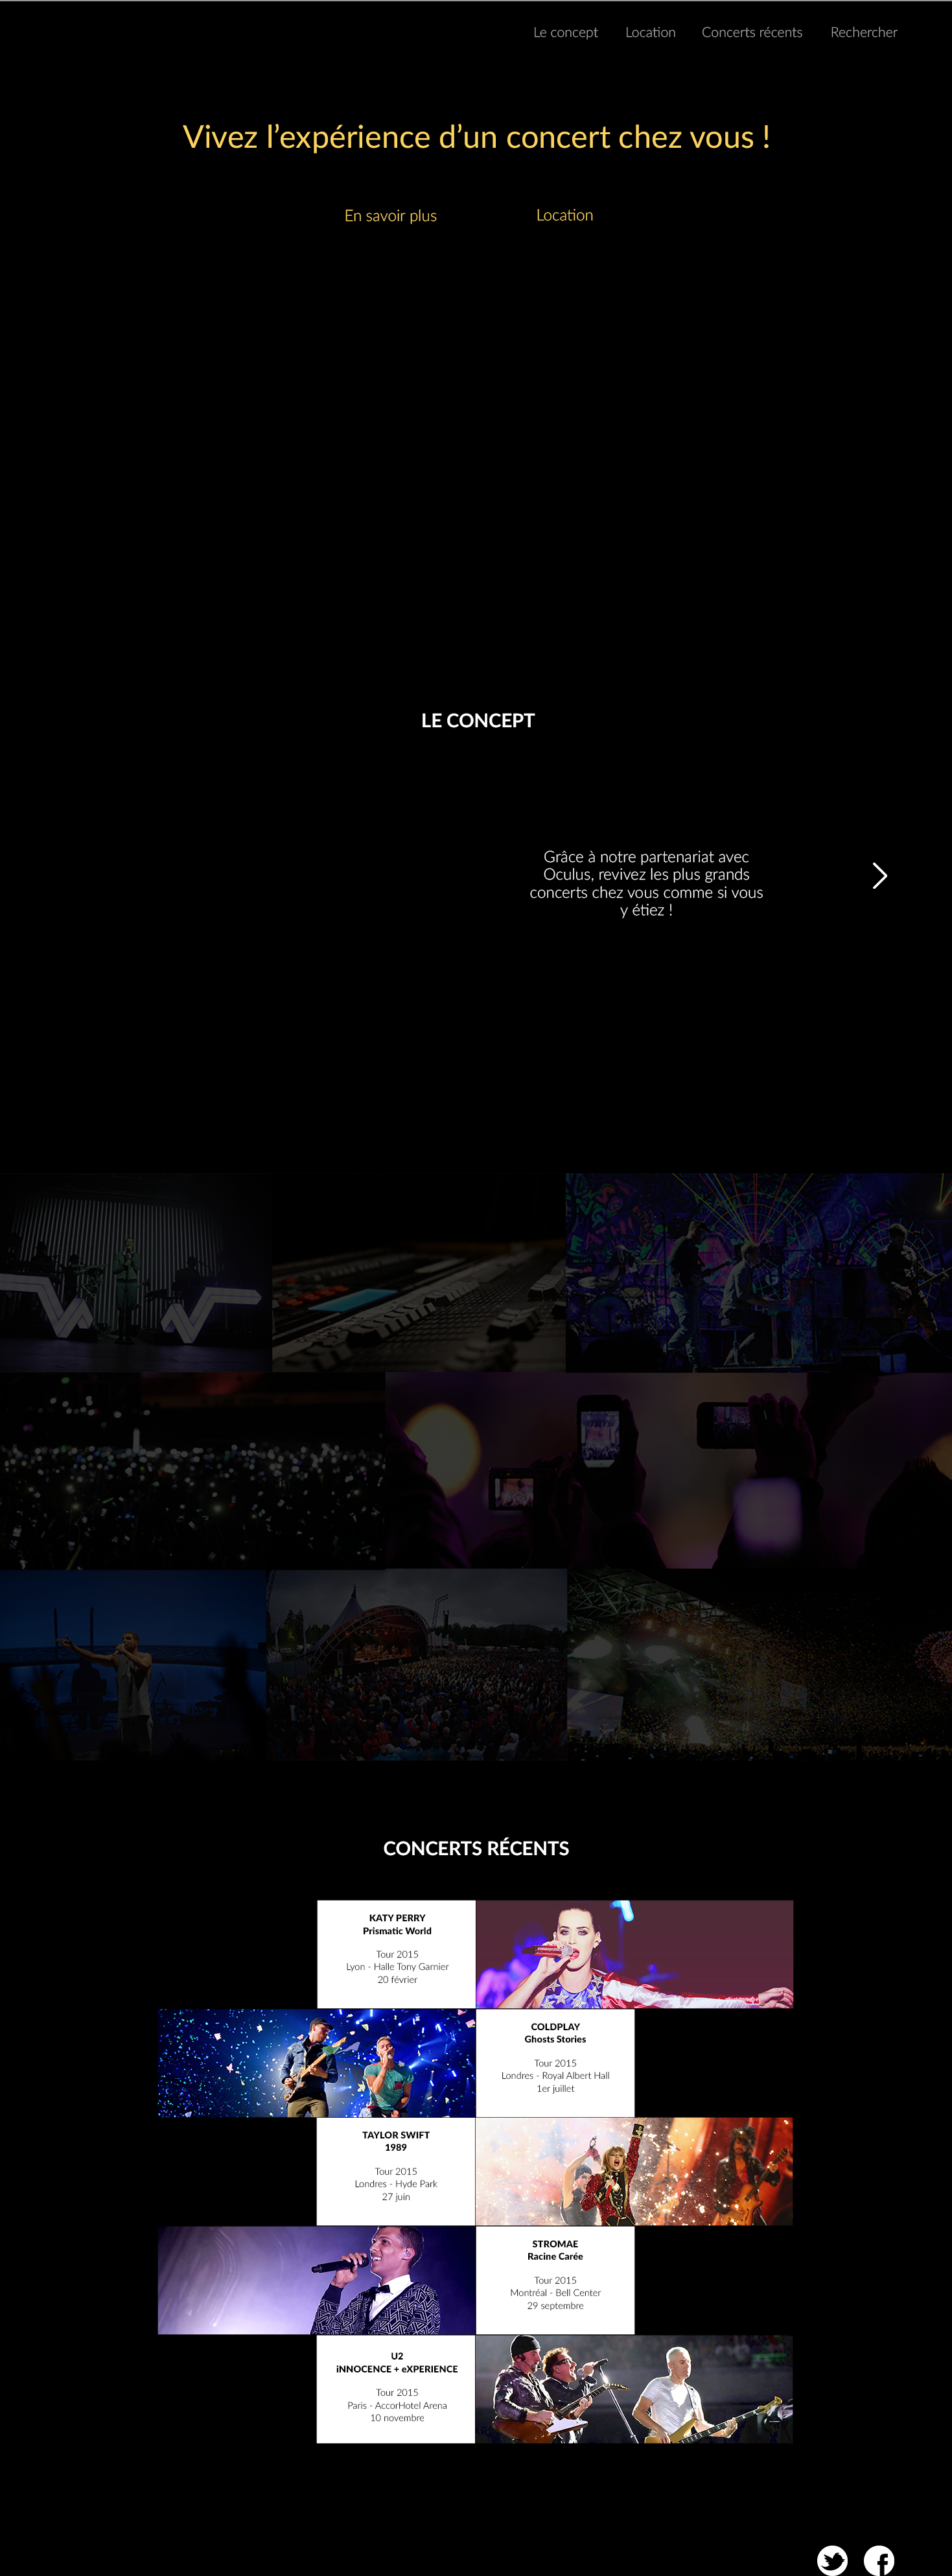 Le concept Location Concerts récents Rechercher
Vivez l’expérience d’un concert chez vous !
En savoir plus Location
LE CONCEPT
Grâce à notre partenariat avec
Oculus, revivez les plus grands
concerts chez vous comme si vous
y étiez !
CONCERTS RÉCENTS
KATY PERRY
Prismatic World
Tour 2015
Lyon - Halle Tony Garnier
20 février
COLDPLAY
Ghosts Stories
Tour 2015
Londres - Royal Albert Hall
1er juillet
TAYLOR SWIFT
1989
Tour 2015
Londres - Hyde Park
27 juin
STROMAE
Racine Carée
Tour 2015
Montréal - Bell Center
29 septembre
U2
iNNOCENCE + eXPERIENCE
Tour 2015
Paris - AccorHotel Arena
10 novembre